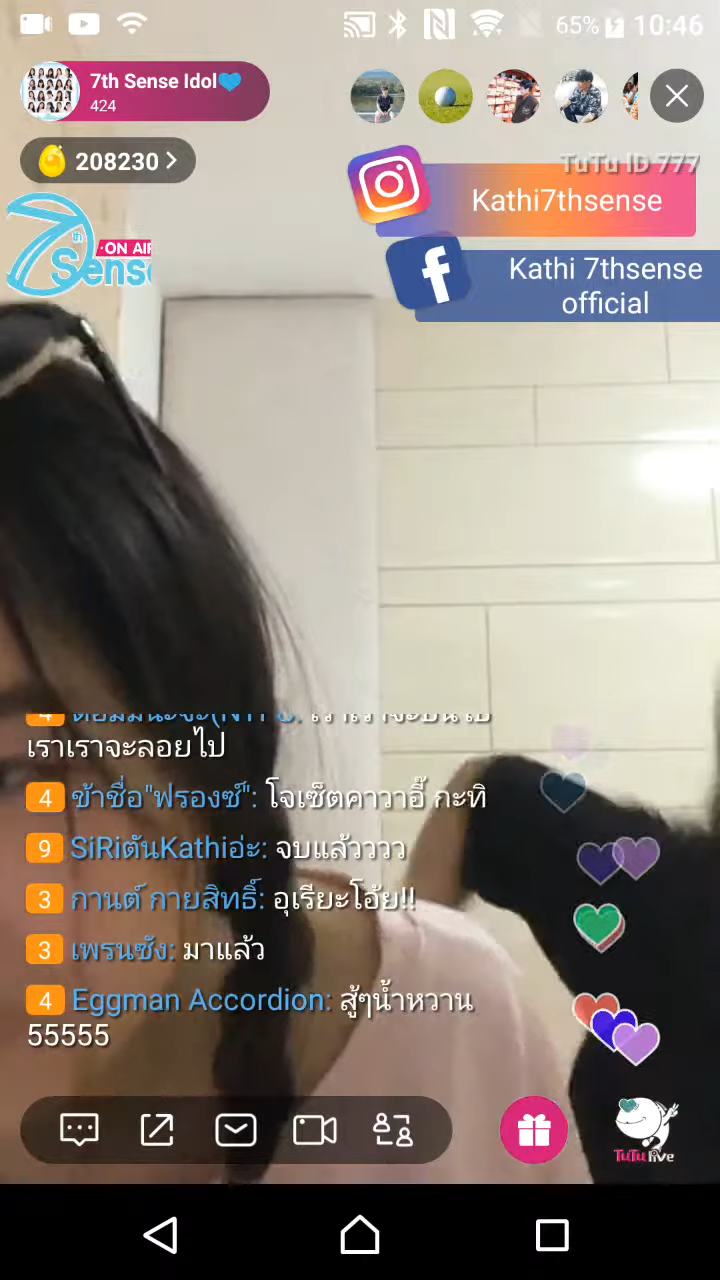 65% 10:46
7th Sense Idol
424
208230
TuTu ID 777
Kathi7thsense
7th Sense
·ON AIR
Kathi 7thsense
official
เราเราจะลอยไป
4 ข้าชื่อ"ฟรองซ์": โจเซ็ตคาวาอี๊ กะทิ
9 SiRiตันKathiอ่ะ: จบแล้วววว
3 กานต์ กายสิทธิ์: อุเรียะโอ้ย!!
3 เพรนซัง: มาแล้ว
4 Eggman Accordion: สู้ๆน้ำหวาน
55555
TuTu live